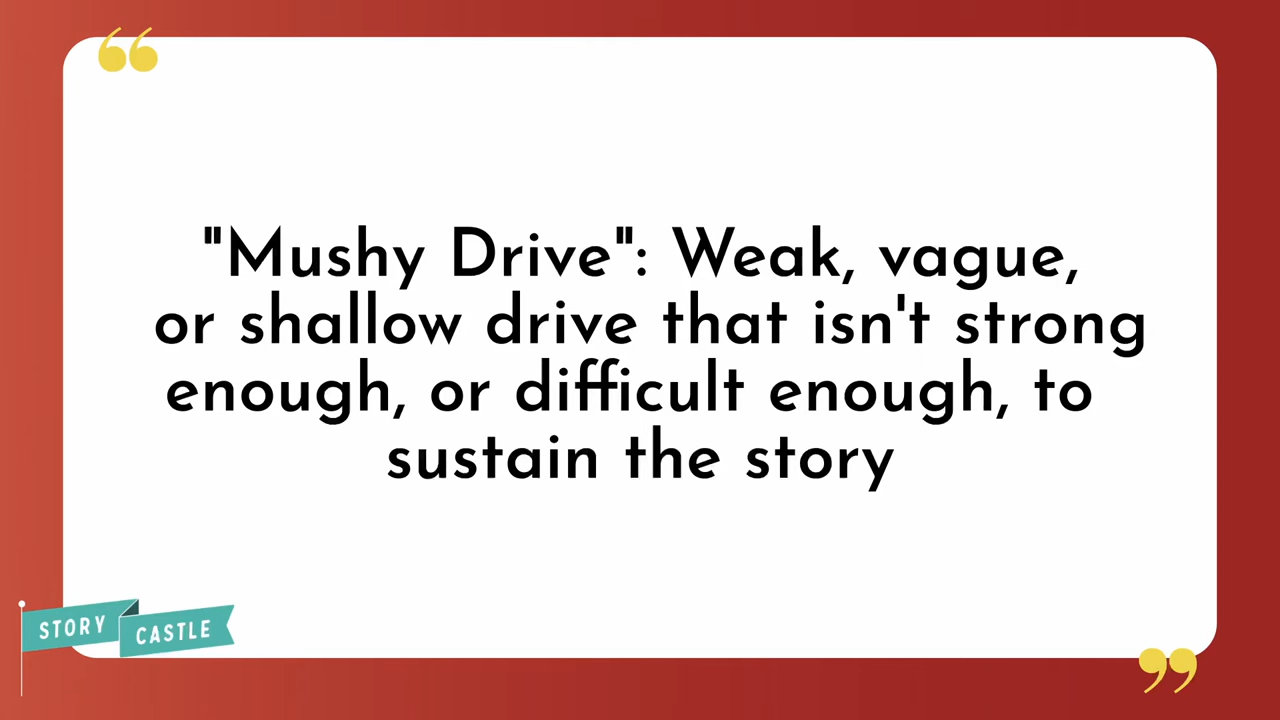 "Mushy Drive": Weak, vague,
or shallow drive that isn't strong
enough, or difficult enough, to
sustain the story
STORY CASTLE